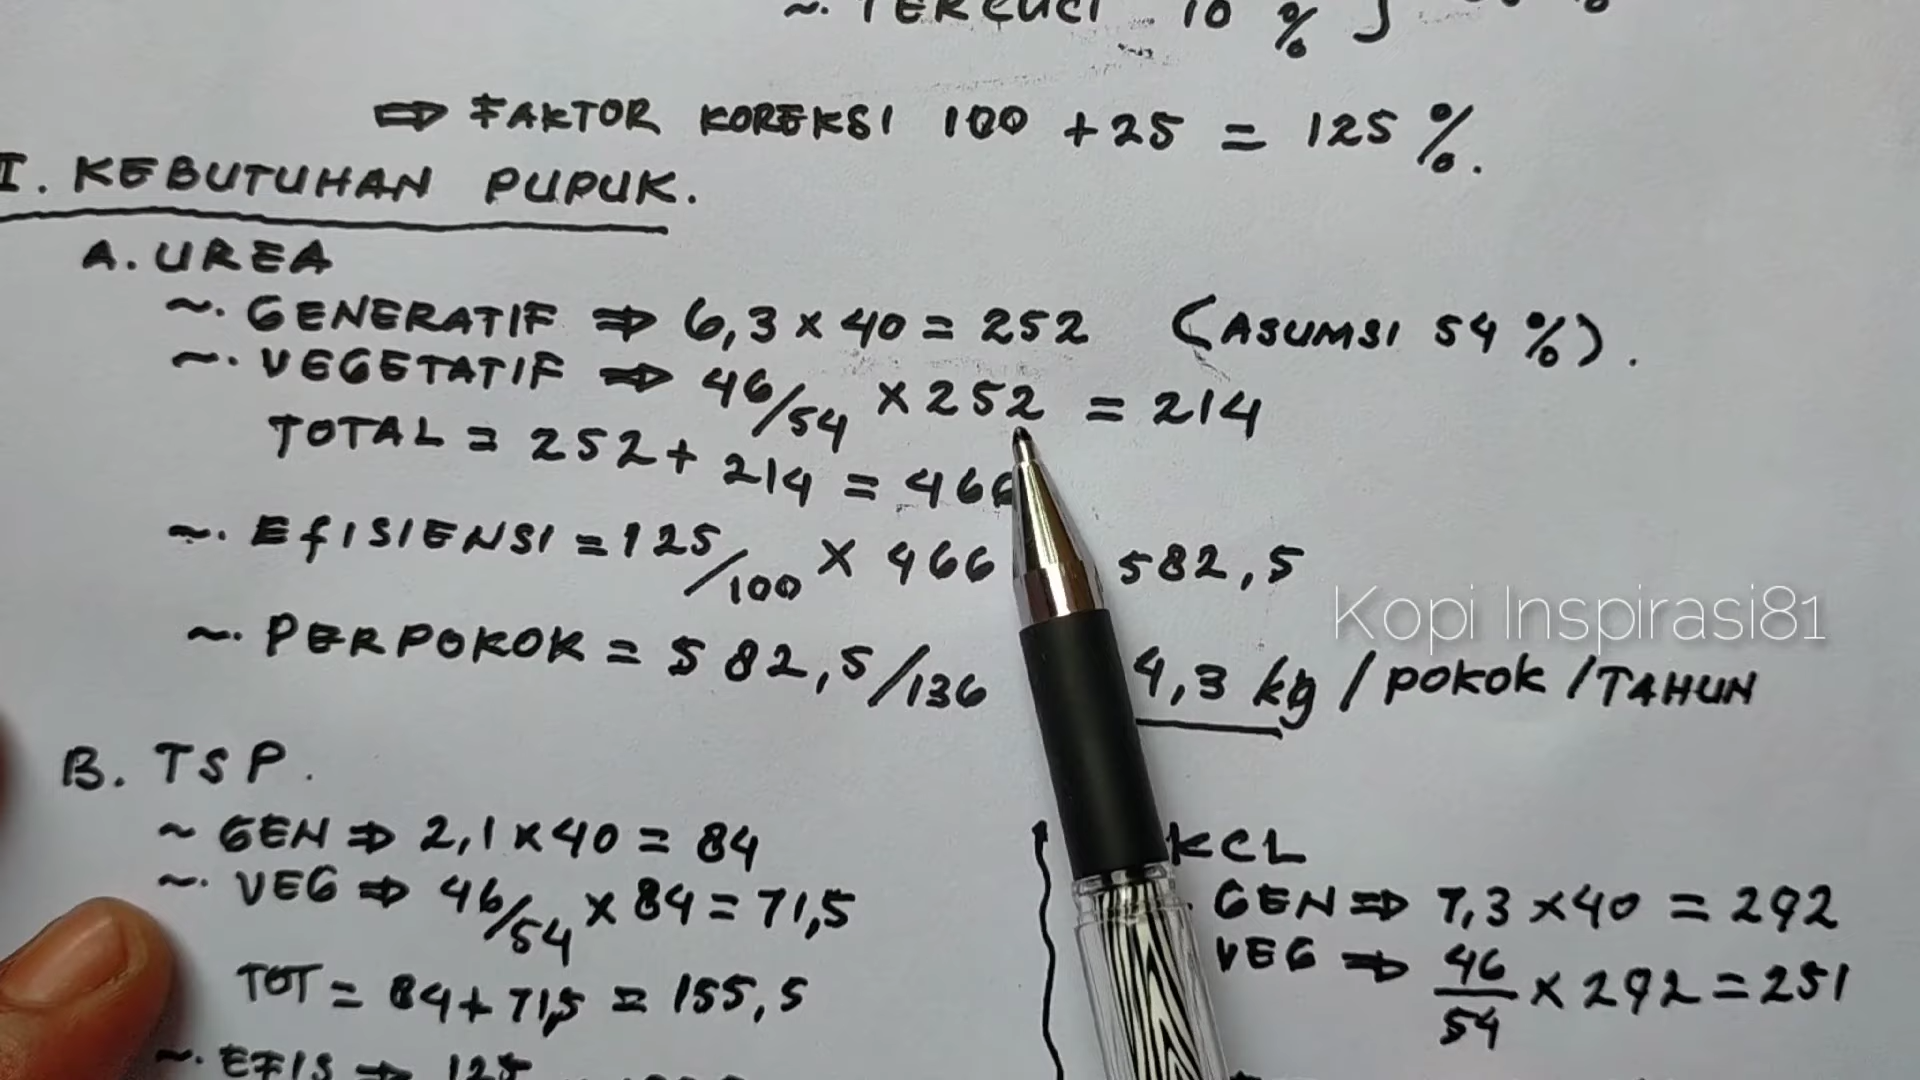 ~. TERCUCI 10 %
⇒ FAKTOR KOREKSI 100 + 25 = 125 %.
I. KEBUTUHAN PUPUK.
A. UREA
~. GENERATIF ⇒ 6,3 x 40 = 252 (ASUMSI 54 %).
~. VEGETATIF ⇒ 46/54 x 252 = 214
TOTAL = 252 + 214 = 466
~. EfISIENSI = 125/100 x 466 582,5
~. PERPOKOK = 582,5/136 4,3 kg / POKOK / TAHUN
Kopi Inspirasi81
B. TSP.
~ GEN ⇒ 2,1 x 40 = 84
~. VEG ⇒ 46/54 x 84 = 71,5
TOT = 84 + 71,5 = 155,5
~. EFIS ⇒ 125
KCL
. GEN ⇒ 7,3 x 40 = 292
VEG ⇒ 46/54 x 292 = 251